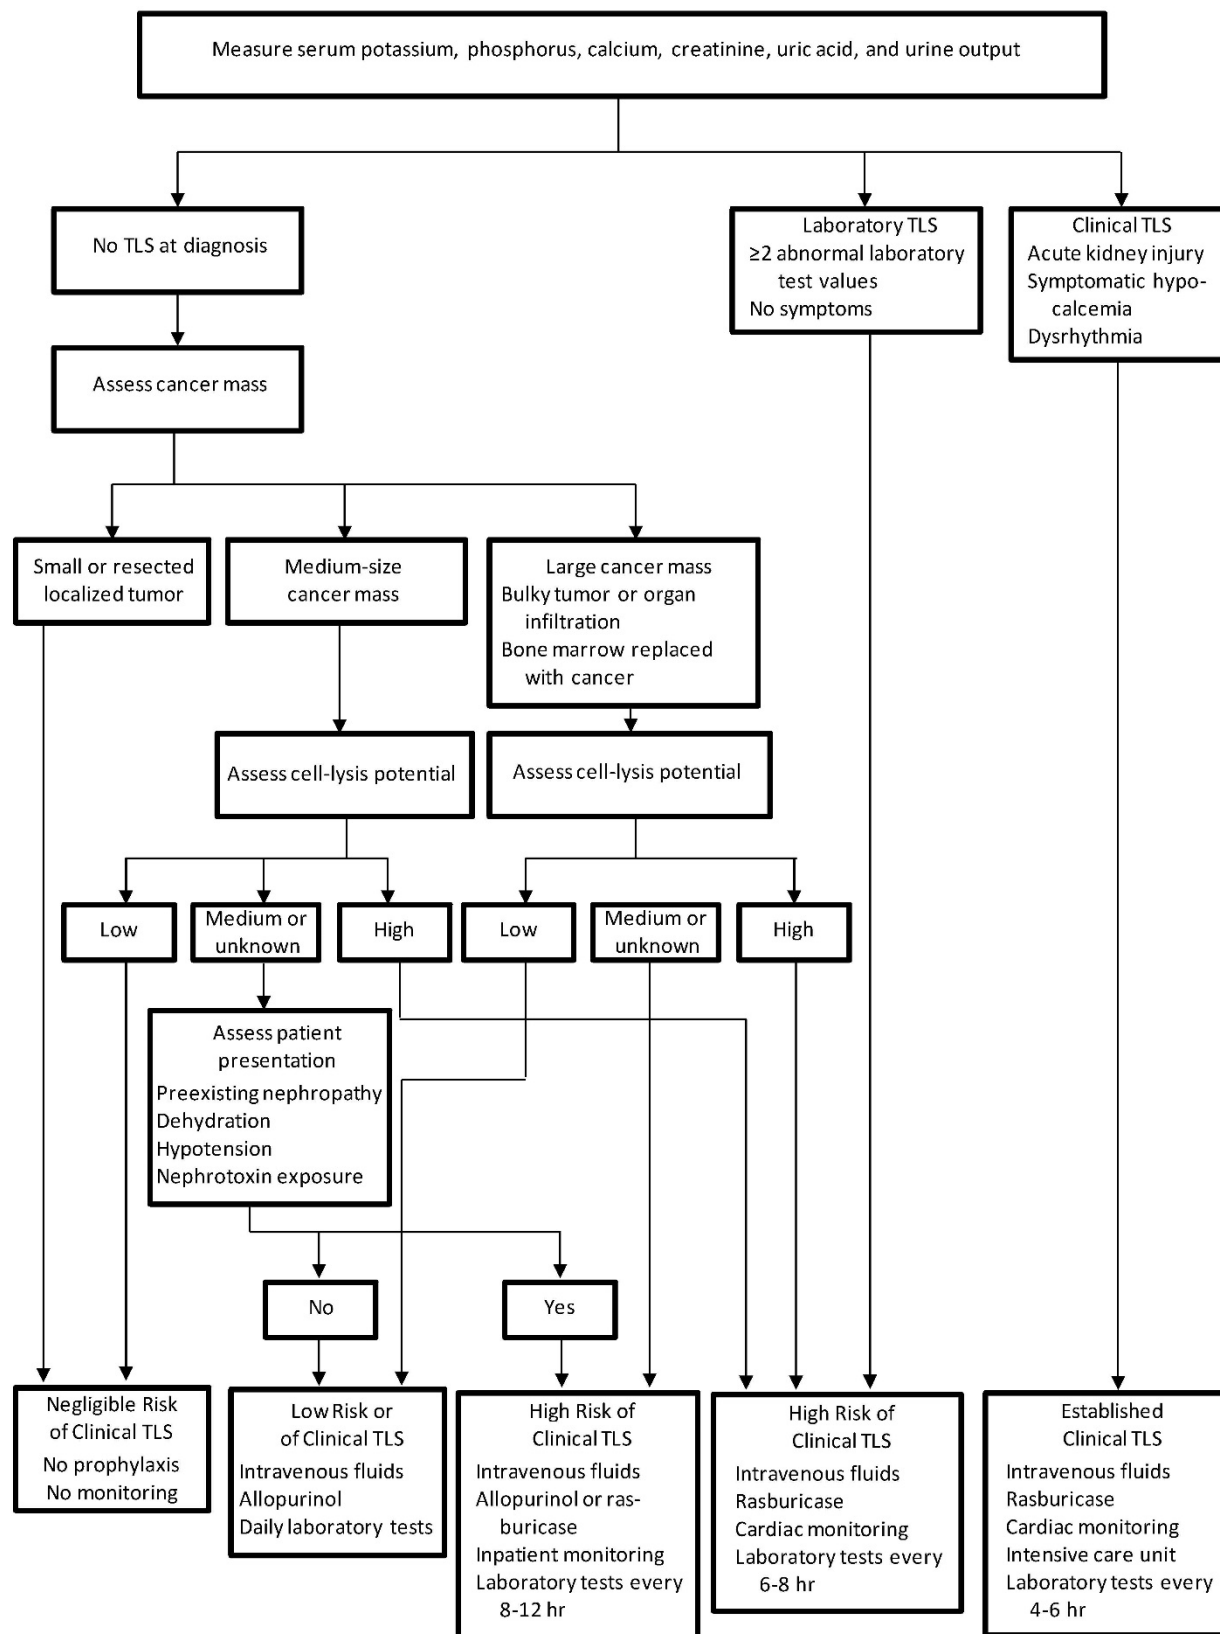 Measure serum potassium, phosphorus, calcium, creatinine, uric acid, and urine output
No TLS at diagnosis
Laboratory TLS
≥2 abnormal laboratory
test values
No symptoms
Clinical TLS
Acute kidney injury
Symptomatic hypo-
calcemia
Dysrhythmia
Assess cancer mass
Small or resected
localized tumor
Medium-size
cancer mass
Large cancer mass
Bulky tumor or organ
infiltration
Bone marrow replaced
with cancer
Assess cell-lysis potential
Assess cell-lysis potential
Low
Medium or
unknown
High
Low
Medium or
unknown
High
Assess patient
presentation
Preexisting nephropathy
Dehydration
Hypotension
Nephrotoxin exposure
No
Yes
Negligible Risk
of Clinical TLS
No prophylaxis
No monitoring
Low Risk or
of Clinical TLS
Intravenous fluids
Allopurinol
Daily laboratory tests
High Risk of
Clinical TLS
Intravenous fluids
Allopurinol or ras-
buricase
Inpatient monitoring
Laboratory tests every
8-12 hr
High Risk of
Clinical TLS
Intravenous fluids
Rasburicase
Cardiac monitoring
Laboratory tests every
6-8 hr
Established
Clinical TLS
Intravenous fluids
Rasburicase
Cardiac monitoring
Intensive care unit
Laboratory tests every
4-6 hr